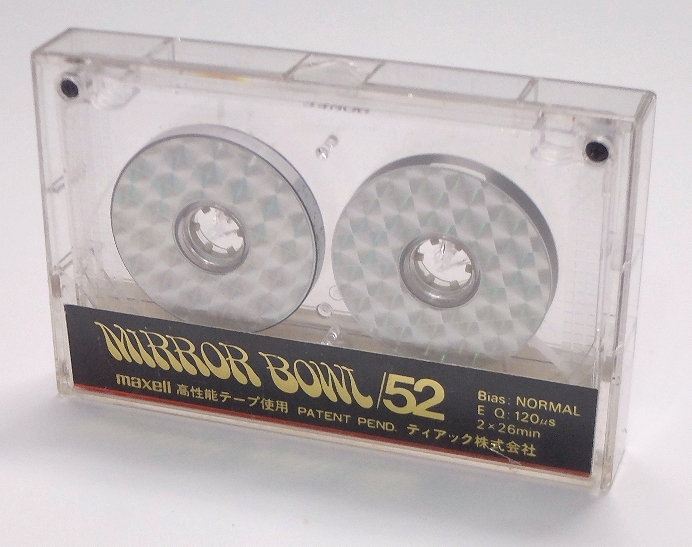 MIRROR BOWL/52
maxell 高性能テープ使用 PATENT PEND. ティアック株式会社
Bias: NORMAL
E Q: 120μs
2×26min